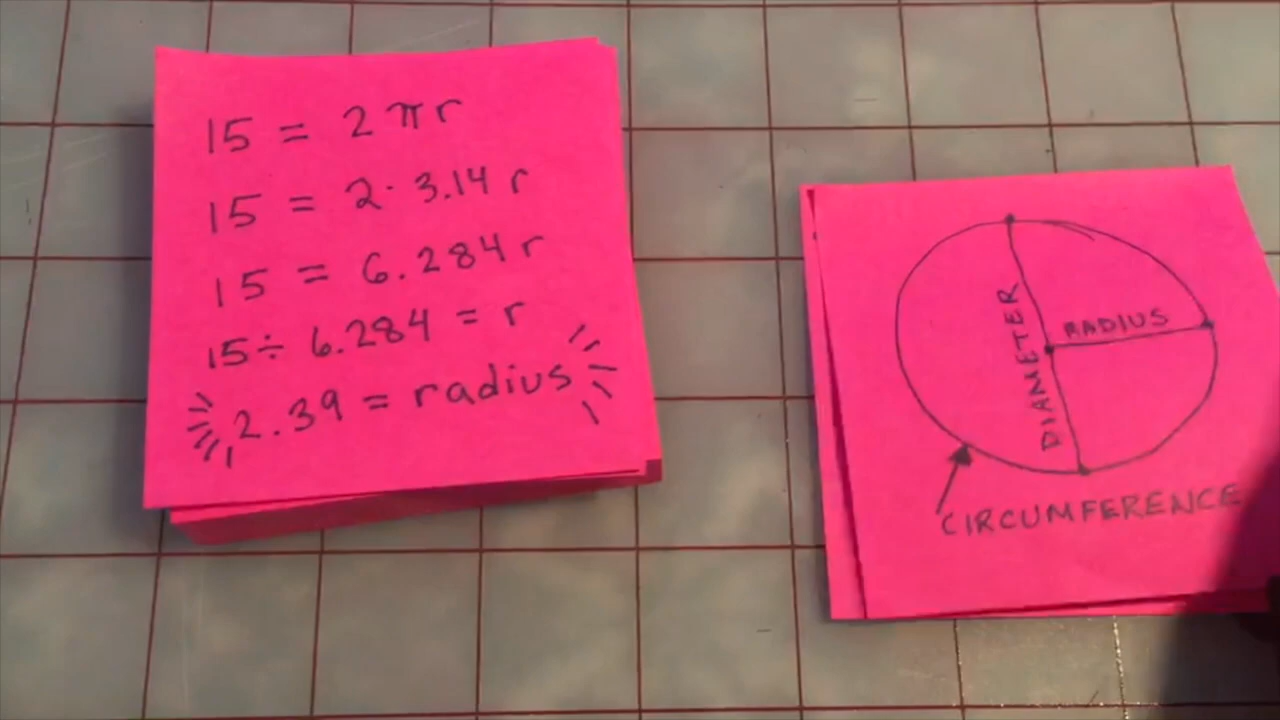 15 = 2πr
15 = 2·3.14 r
15 = 6.284 r
15 ÷ 6.284 = r
2.39 = radius
DIAMETER
RADIUS
CIRCUMFERENCE